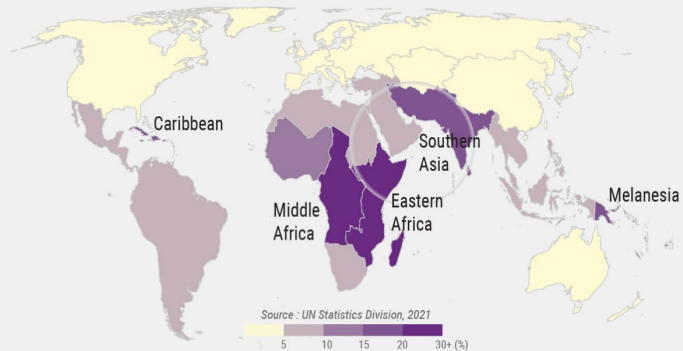 Caribbean
Southern
Asia
Melanesia
Middle
Africa
Eastern
Africa
Source : UN Statistics Division, 2021
5 10 15 20 30+ (%)